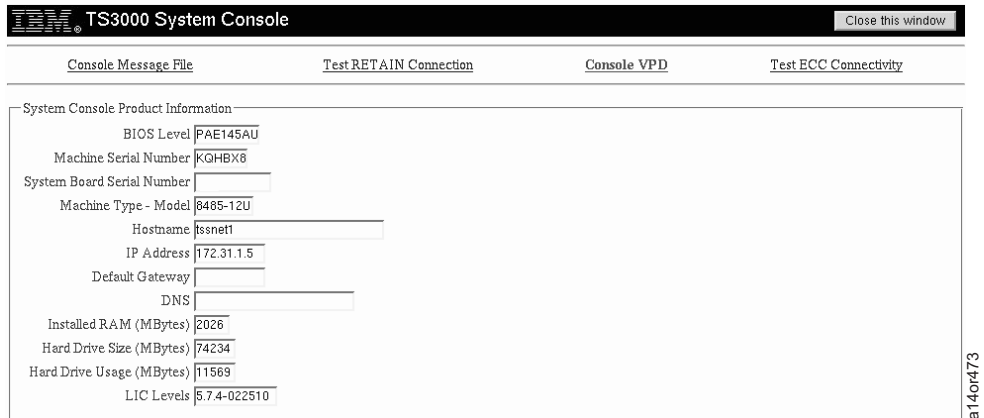 IBM® TS3000 System Console
Close this window
Console Message File
Test RETAIN Connection
Console VPD
Test ECC Connectivity
System Console Product Information
BIOS Level PAE145AU
Machine Serial Number KQHBX8
System Board Serial Number
Machine Type - Model 8485-12U
Hostname tssnet1
IP Address 172.31.1.5
Default Gateway
DNS
Installed RAM (MBytes) 2026
Hard Drive Size (MBytes) 74234
Hard Drive Usage (MBytes) 11569
LIC Levels 5.7.4-022510
a14or473